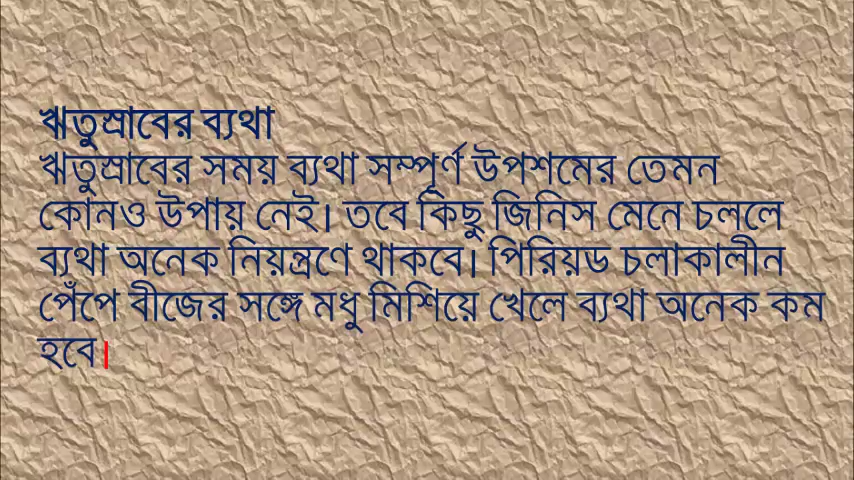 ঋতুস্রাবের ব্যথা
ঋতুস্রাবের সময় ব্যথা সম্পূর্ণ উপশমের তেমন
কোনও উপায় নেই। তবে কিছু জিনিস মেনে চললে
ব্যথা অনেক নিয়ন্ত্রণে থাকবে। পিরিয়ড চলাকালীন
পেঁপে বীজের সঙ্গে মধু মিশিয়ে খেলে ব্যথা অনেক কম
হবে।